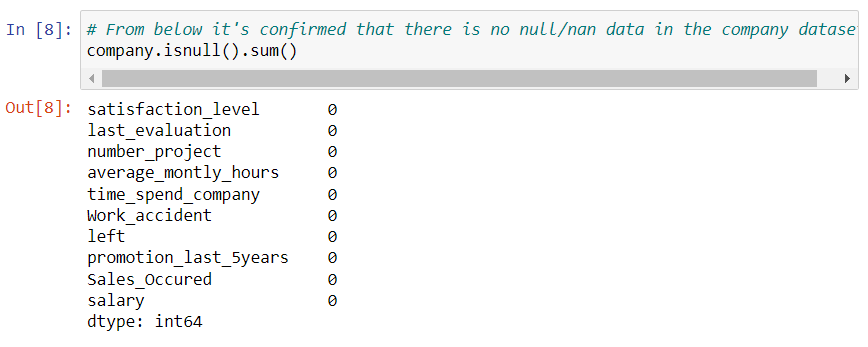 In [8]: # From below it's confirmed that there is no null/nan data in the company datase
company.isnull().sum()
Out[8]: satisfaction_level 0
last_evaluation 0
number_project 0
average_montly_hours 0
time_spend_company 0
Work_accident 0
left 0
promotion_last_5years 0
Sales_Occured 0
salary 0
dtype: int64